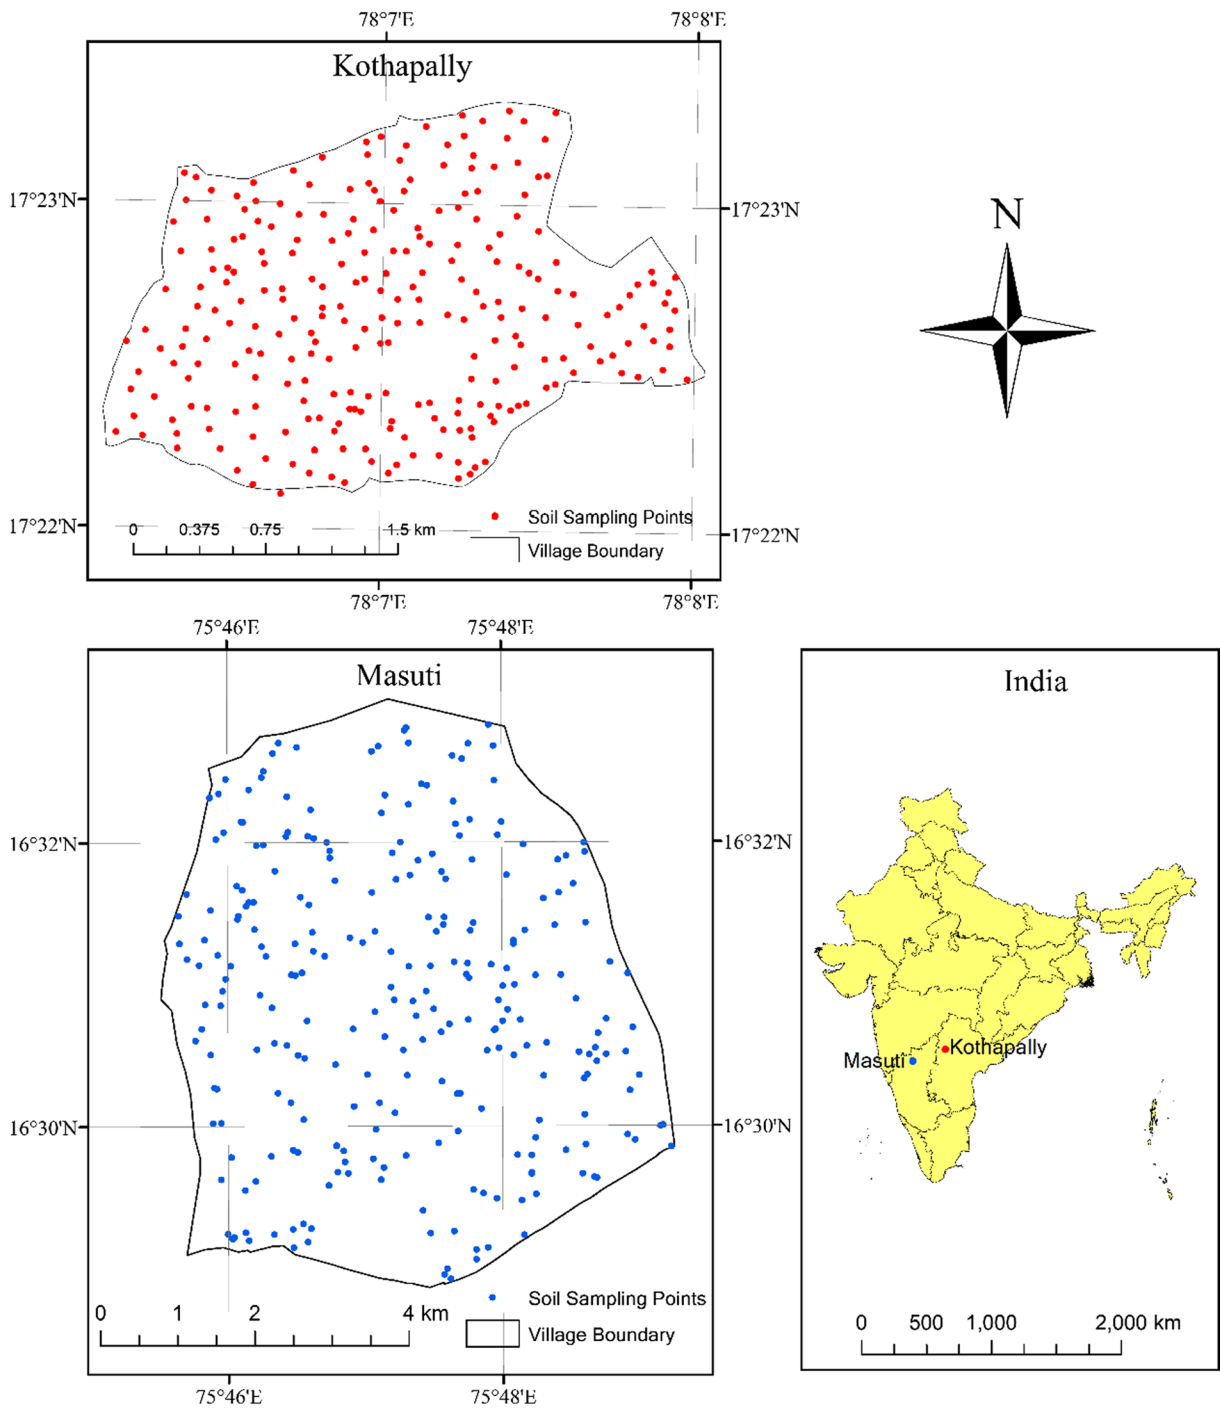 78°7'E 78°8'E
Kothapally
17°23'N 17°23'N
N
Soil Sampling Points
17°22'N 0 0.375 0.75 1.5 km 17°22'N
Village Boundary
78°7'E 78°8'E
75°46'E 75°48'E
Masuti
India
16°32'N 16°32'N
Kothapally
Masuti
16°30'N 16°30'N
Soil Sampling Points
0 1 2 4 km
Village Boundary
0 500 1,000 2,000 km
75°46'E 75°48'E